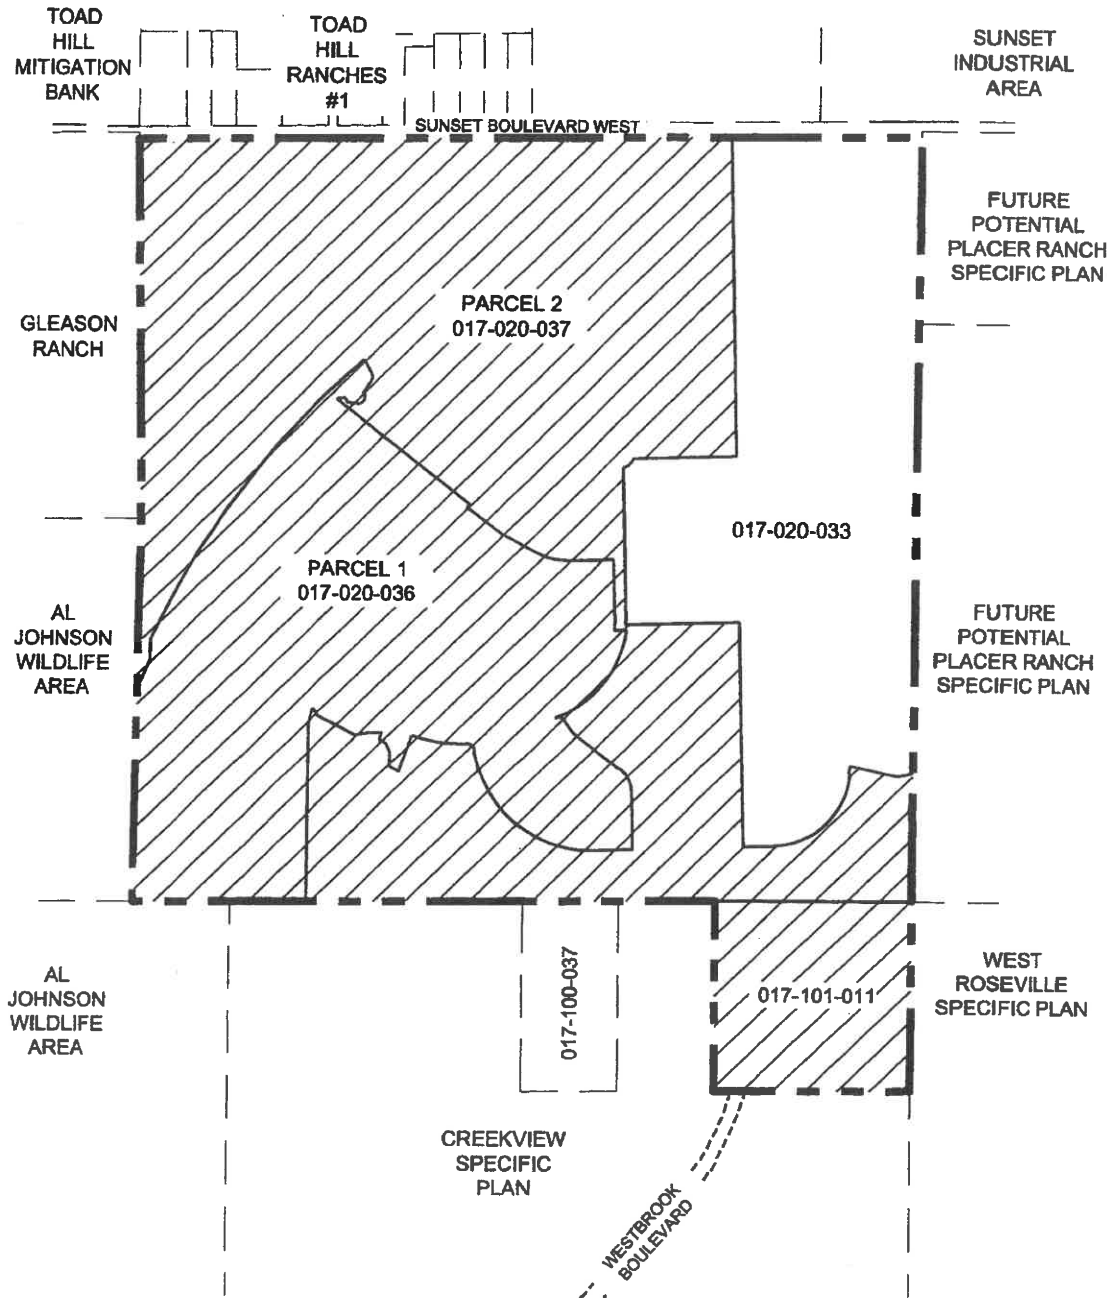 TOAD
HILL
MITIGATION
BANK
TOAD
HILL
RANCHES
#1
SUNSET
INDUSTRIAL
AREA
SUNSET BOULEVARD WEST
FUTURE
POTENTIAL
PLACER RANCH
SPECIFIC PLAN
GLEASON
RANCH
PARCEL 2
017-020-037
017-020-033
PARCEL 1
017-020-036
AL
JOHNSON
WILDLIFE
AREA
FUTURE
POTENTIAL
PLACER RANCH
SPECIFIC PLAN
AL
JOHNSON
WILDLIFE
AREA
017-100-037
017-101-011
WEST
ROSEVILLE
SPECIFIC PLAN
CREEKVIEW
SPECIFIC
PLAN
WESTBROOK
BOULEVARD